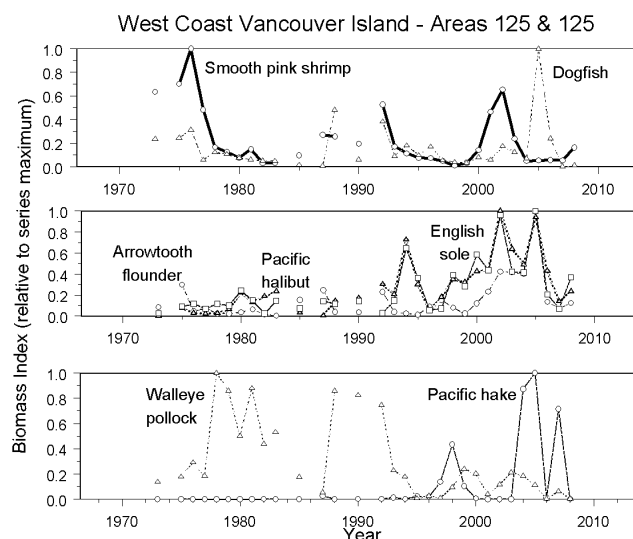 West Coast Vancouver Island - Areas 125 & 125
Biomass Index (relative to series maximum)
1.0
0.8
0.6
0.4
0.2
0.0
Smooth pink shrimp
Dogfish
1970 1980 1990 2000 2010
1.0
0.8
0.6
0.4
0.2
0.0
Arrowtooth
flounder
Pacific
halibut
English
sole
1970 1980 1990 2000 2010
1.0
0.8
0.6
0.4
0.2
0.0
Walleye
pollock
Pacific hake
1970 1980 1990 2000 2010
Year